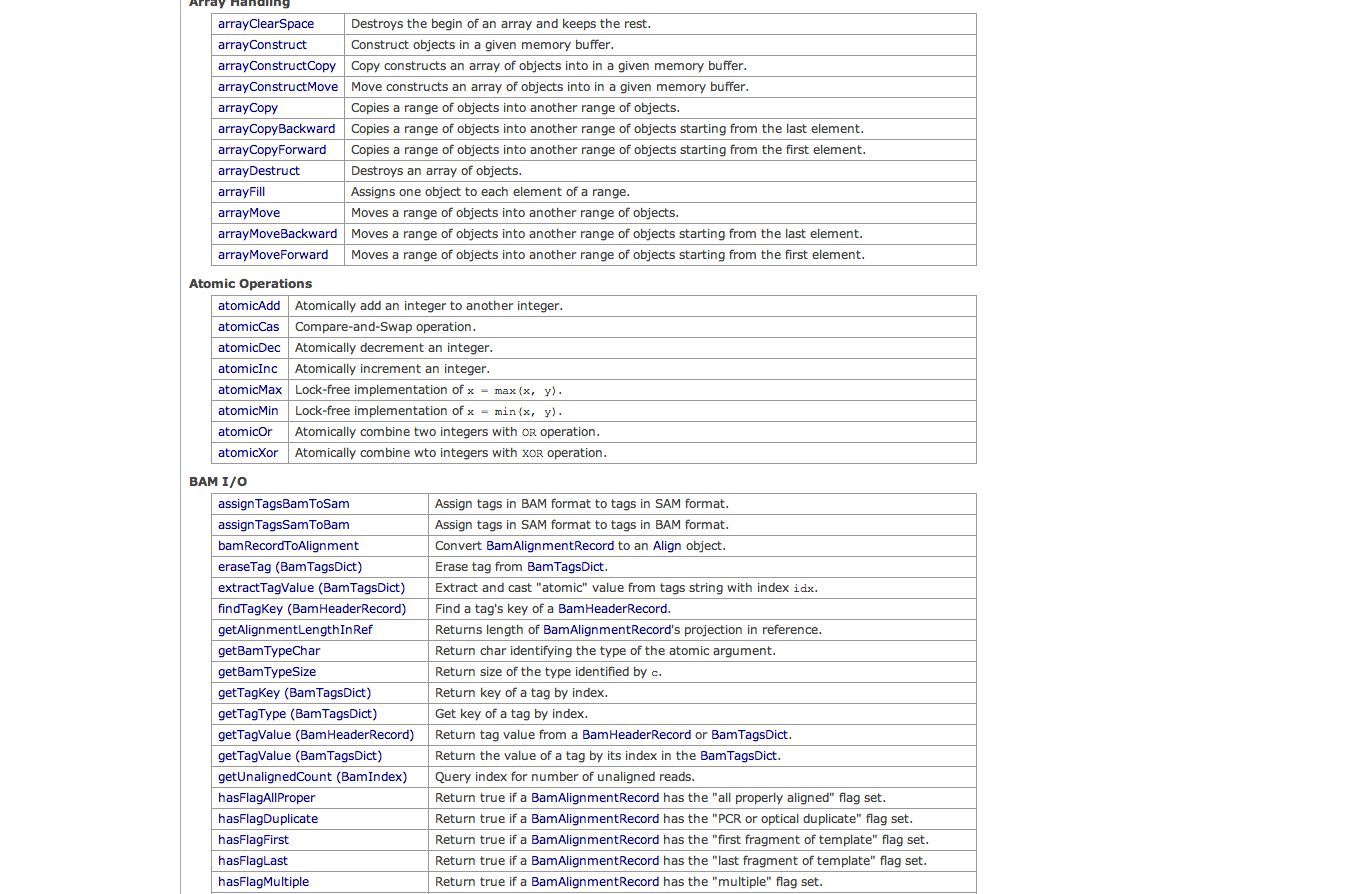 Array Handling
arrayClearSpace Destroys the begin of an array and keeps the rest.
arrayConstruct Construct objects in a given memory buffer.
arrayConstructCopy Copy constructs an array of objects into in a given memory buffer.
arrayConstructMove Move constructs an array of objects into in a given memory buffer.
arrayCopy Copies a range of objects into another range of objects.
arrayCopyBackward Copies a range of objects into another range of objects starting from the last element.
arrayCopyForward Copies a range of objects into another range of objects starting from the first element.
arrayDestruct Destroys an array of objects.
arrayFill Assigns one object to each element of a range.
arrayMove Moves a range of objects into another range of objects.
arrayMoveBackward Moves a range of objects into another range of objects starting from the last element.
arrayMoveForward Moves a range of objects into another range of objects starting from the first element.
Atomic Operations
atomicAdd Atomically add an integer to another integer.
atomicCas Compare-and-Swap operation.
atomicDec Atomically decrement an integer.
atomicInc Atomically increment an integer.
atomicMax Lock-free implementation of x = max(x, y).
atomicMin Lock-free implementation of x = min(x, y).
atomicOr Atomically combine two integers with OR operation.
atomicXor Atomically combine wto integers with XOR operation.
BAM I/O
assignTagsBamToSam Assign tags in BAM format to tags in SAM format.
assignTagsSamToBam Assign tags in SAM format to tags in BAM format.
bamRecordToAlignment Convert BamAlignmentRecord to an Align object.
eraseTag (BamTagsDict) Erase tag from BamTagsDict.
extractTagValue (BamTagsDict) Extract and cast "atomic" value from tags string with index idx.
findTagKey (BamHeaderRecord) Find a tag's key of a BamHeaderRecord.
getAlignmentLengthInRef Returns length of BamAlignmentRecord's projection in reference.
getBamTypeChar Return char identifying the type of the atomic argument.
getBamTypeSize Return size of the type identified by c.
getTagKey (BamTagsDict) Return key of a tag by index.
getTagType (BamTagsDict) Get key of a tag by index.
getTagValue (BamHeaderRecord) Return tag value from a BamHeaderRecord or BamTagsDict.
getTagValue (BamTagsDict) Return the value of a tag by its index in the BamTagsDict.
getUnalignedCount (BamIndex) Query index for number of unaligned reads.
hasFlagAllProper Return true if a BamAlignmentRecord has the "all properly aligned" flag set.
hasFlagDuplicate Return true if a BamAlignmentRecord has the "PCR or optical duplicate" flag set.
hasFlagFirst Return true if a BamAlignmentRecord has the "first fragment of template" flag set.
hasFlagLast Return true if a BamAlignmentRecord has the "last fragment of template" flag set.
hasFlagMultiple Return true if a BamAlignmentRecord has the "multiple" flag set.